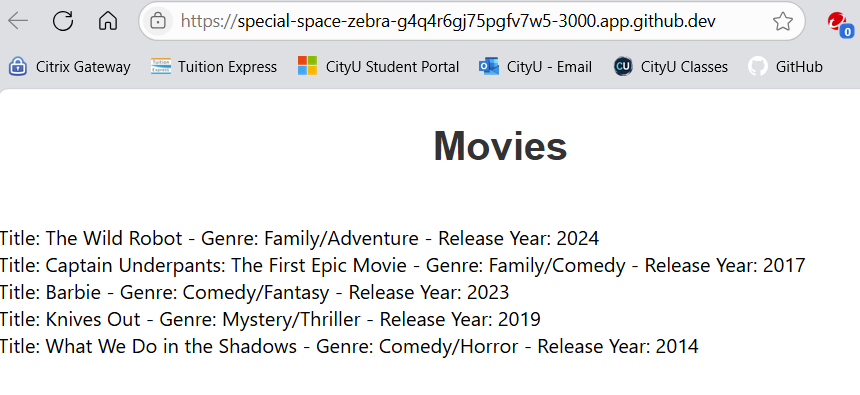 https://special-space-zebra-g4q4r6gj75pgfv7w5-3000.app.github.dev
0
Citrix Gateway Tuition Express CityU Student Portal CityU - Email CU CityU Classes GitHub
Movies
Title: The Wild Robot - Genre: Family/Adventure - Release Year: 2024
Title: Captain Underpants: The First Epic Movie - Genre: Family/Comedy - Release Year: 2017
Title: Barbie - Genre: Comedy/Fantasy - Release Year: 2023
Title: Knives Out - Genre: Mystery/Thriller - Release Year: 2019
Title: What We Do in the Shadows - Genre: Comedy/Horror - Release Year: 2014